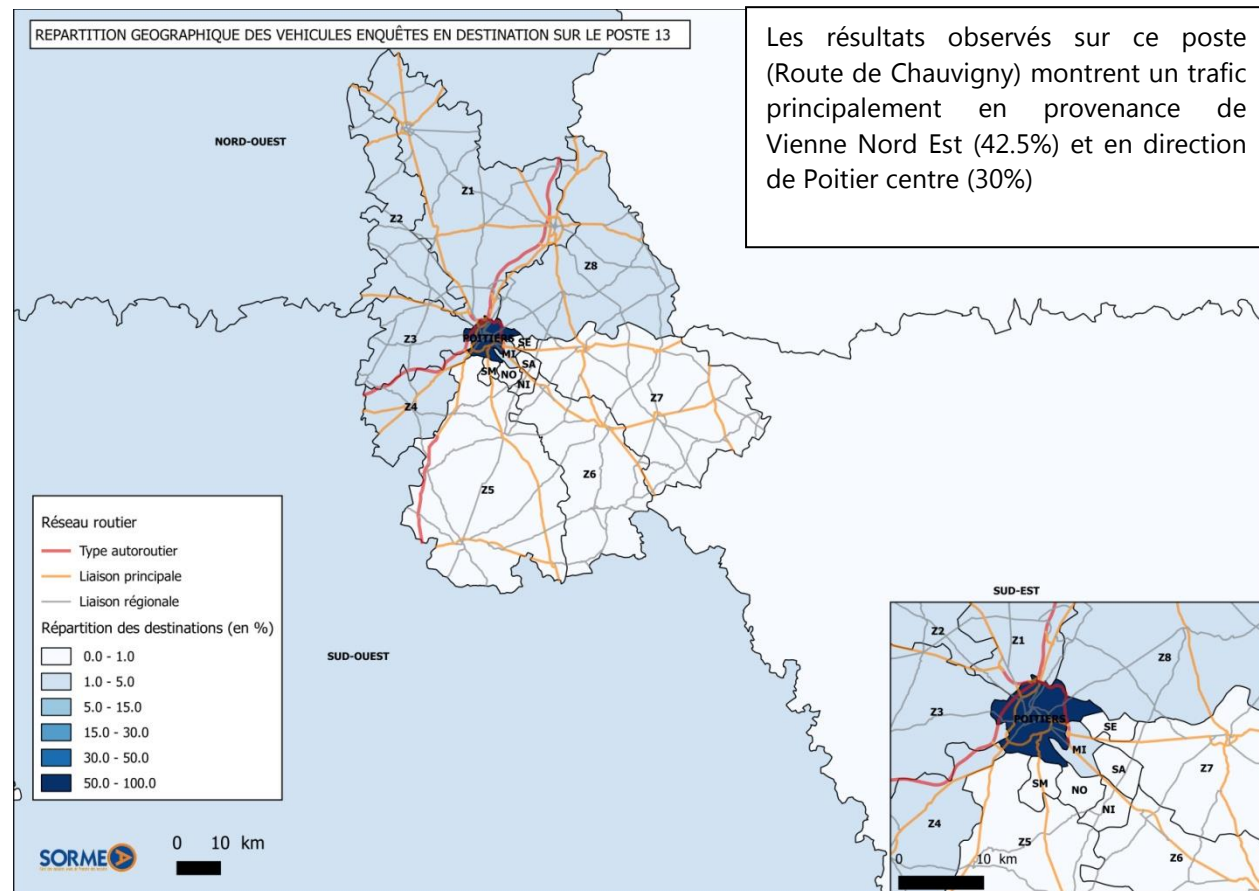 REPARTITION GEOGRAPHIQUE DES VEHICULES ENQUÊTES EN DESTINATION SUR LE POSTE 13
Les résultats observés sur ce poste
(Route de Chauvigny) montrent un trafic
principalement en provenance de
Vienne Nord Est (42.5%) et en direction
de Poitier centre (30%)
NORD-OUEST
Z1
Z2
Z8
Z3
POITIERS
SE
MI
SA
SM
NO
NI
Z4
Z7
Z6
Z5
SUD-OUEST
SUD-EST
Réseau routier
Type autoroutier
Liaison principale
Liaison régionale
Répartition des destinations (en %)
0.0 - 1.0
1.0 - 5.0
5.0 - 15.0
15.0 - 30.0
30.0 - 50.0
50.0 - 100.0
SORMEA
0 10 km
Z2
Z1
Z8
Z3
POITIERS
SE
MI
SA
Z7
SM
NO
NI
Z4
Z5
Z6
0 10 km